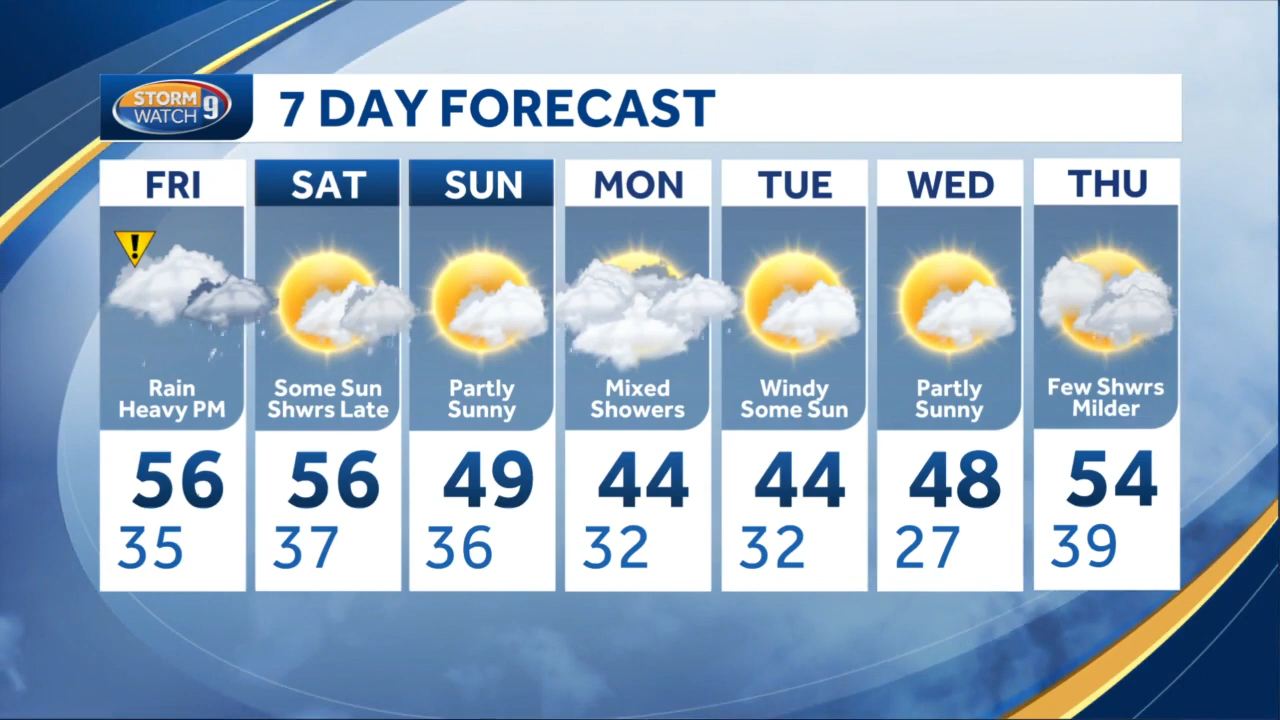 STORM
WATCH 9
7 DAY FORECAST
FRI
SAT
SUN
MON
TUE
WED
THU
!
Rain
Heavy PM
Some Sun
Shwrs Late
Partly
Sunny
Mixed
Showers
Windy
Some Sun
Partly
Sunny
Few Shwrs
Milder
56
56
49
44
44
48
54
35
37
36
32
32
27
39